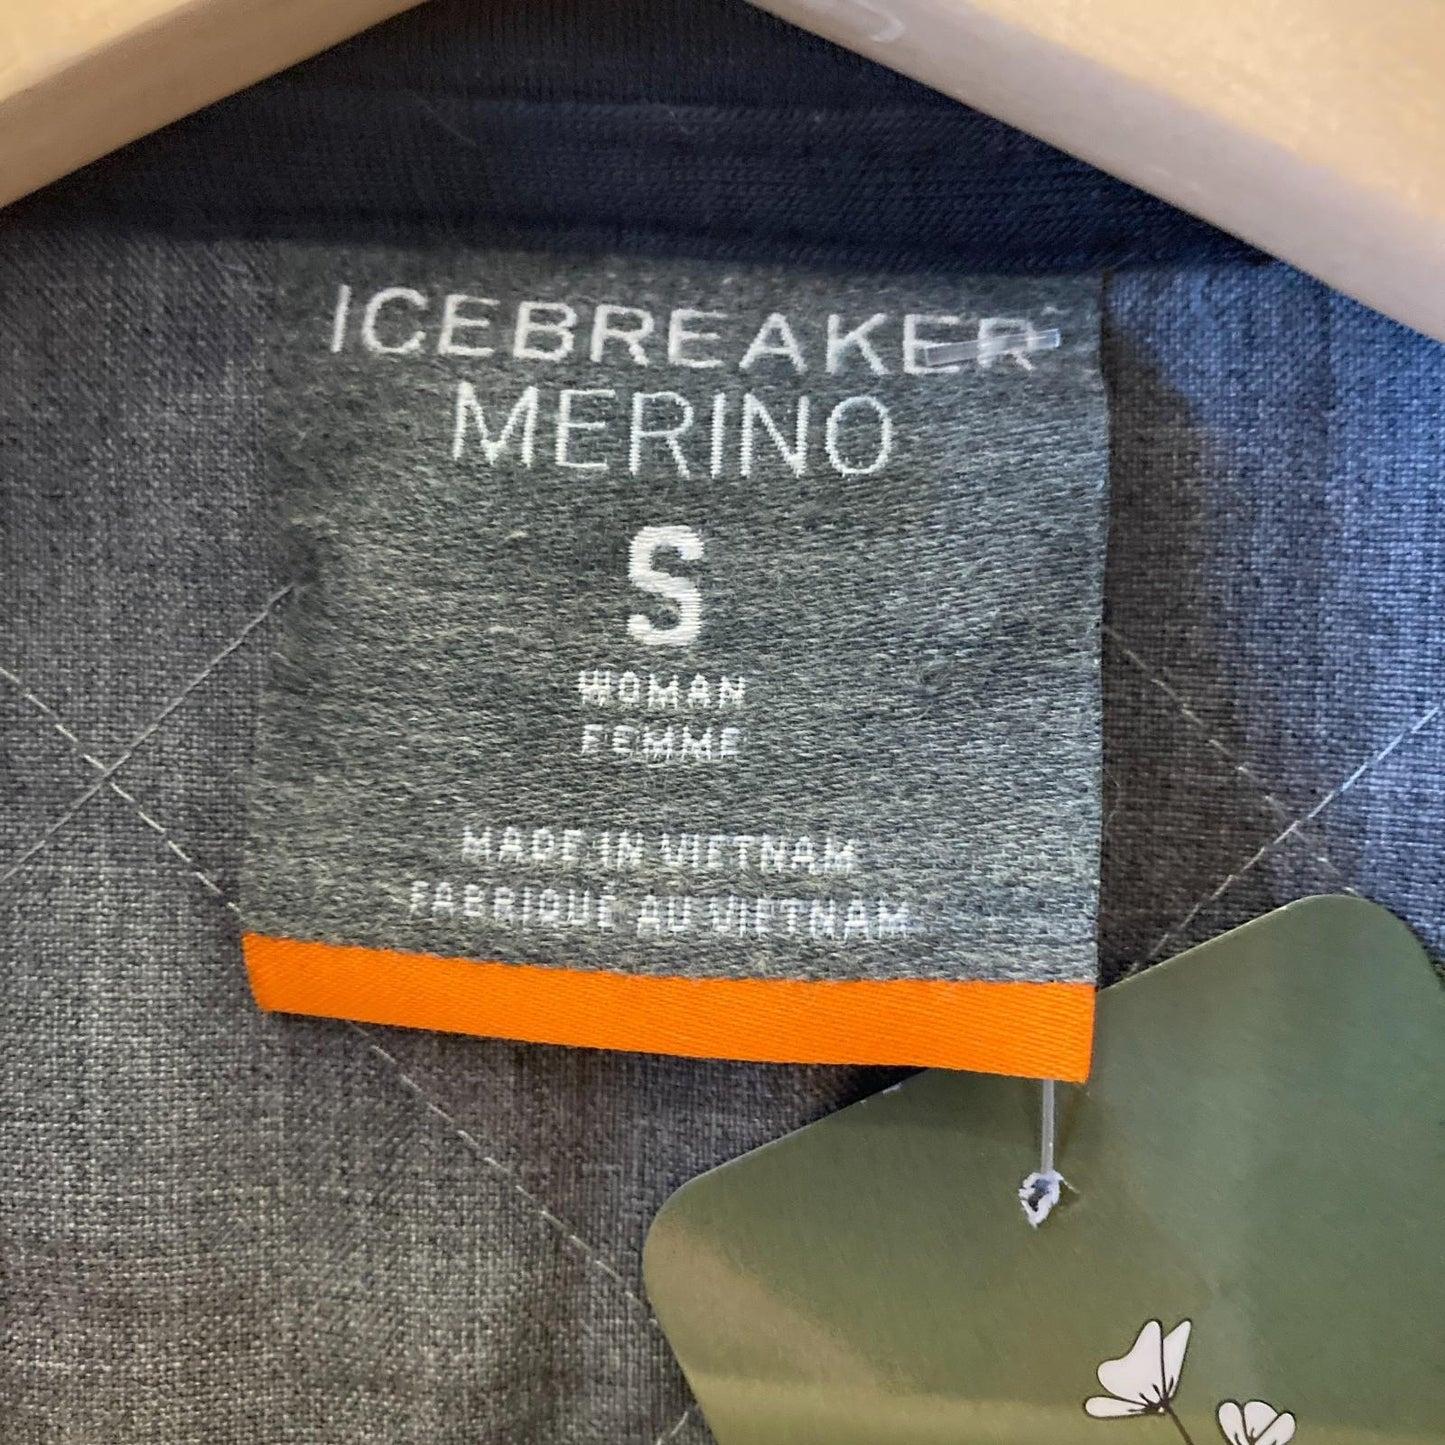 ICEBREAKER
MERINO
S
WOMAN
FEMME
MADE IN VIETNAM
FABRIQUÉ AU VIETNAM